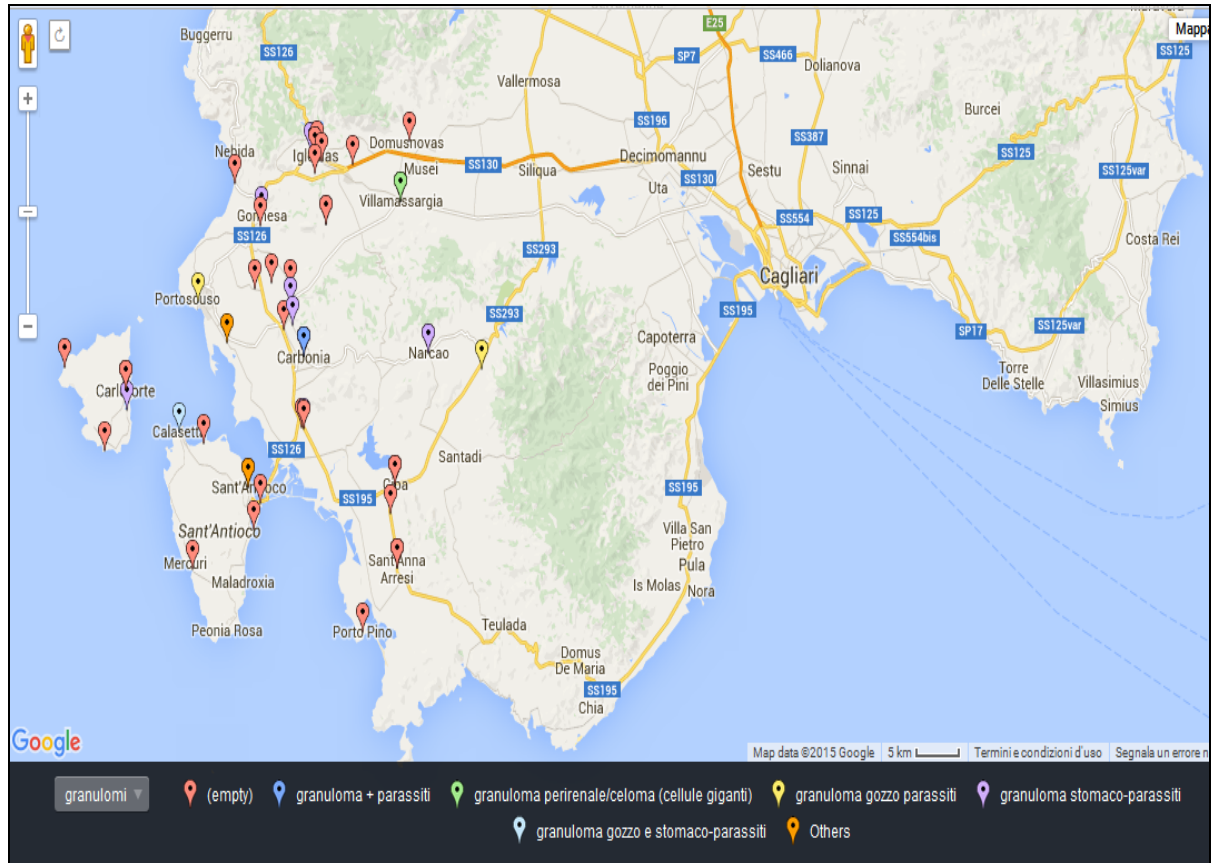 E25
Mappa
Buggerru
SS126
SP7
SS466
Dolianova
SS125
Vallermosa
Burcei
SS196
SS387
SS125
Domusnovas
Nebida
Iglesias
Musei
SS130
Siliqua
Decimomannu
Sestu
Sinnai
SS125var
Uta
SS130
Villamassargia
Gonnesa
SS554
SS125
SS126
SS554bis
Costa Rei
SS293
Cagliari
Portoscuso
SS195
SS293
SP17
SS125var
Capoterra
Carbonia
Narcao
Poggio
dei Pini
Torre
Delle Stelle
Villasimius
Carloforte
Simius
Calasetta
SS126
Santadi
Sant'Antioco
Giba
SS195
SS195
Sant'Antioco
Villa San
Pietro
Mercuri
Sant'Anna
Arresi
Pula
Maladroxia
Is Molas
Nora
Peonia Rosa
Porto Pino
Teulada
Domus
De Maria
SS195
Chia
Google
Map data ©2015 Google
5 km
Termini e condizioni d'uso
Segnala un errore n
granulomi
(empty)
granuloma + parassiti
granuloma perirenale/celoma (cellule giganti)
granuloma gozzo parassiti
granuloma stomaco-parassiti
granuloma gozzo e stomaco-parassiti
Others